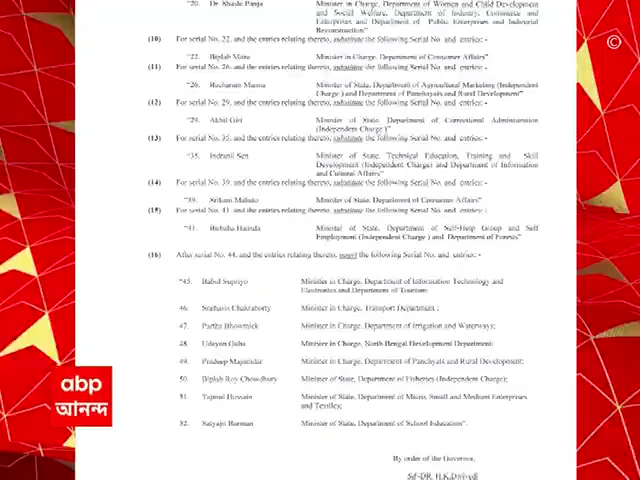 "20. Dr. Shashi Panja Minister in Charge, Department of Women and Child Development
and Social Welfare, Department of Industry, Commerce and
Enterprises and Department of Public Enterprises and Industrial
Reconstruction"
(10) For serial No. 22, and the entries relating thereto, substitute the following Serial No. and entries: -
"22. Biplab Mitra Minister in Charge, Department of Consumer Affairs"
(11) For serial No. 26, and the entries relating thereto, substitute the following Serial No. and entries: -
"26. Becharam Manna Minister of State, Department of Agricultural Marketing (Independent
Charge ) and Department of Panchayats and Rural Development"
(12) For serial No. 29, and the entries relating thereto, substitute the following Serial No. and entries: -
"29. Akhil Giri Minister of State, Department of Correctional Administration
(Independent Charge )"
(13) For serial No. 35, and the entries relating thereto, substitute the following Serial No. and entries: -
"35. Indranil Sen Minister of State, Technical Education, Training and Skill
Development (Independent Charge) and Department of Information
and Cultural Affairs"
(14) For serial No. 39, and the entries relating thereto, substitute the following Serial No. and entries: -
"39. Srikant Mahato Minister of State, Department of Consumer Affairs"
(15) For serial No. 41, and the entries relating thereto, substitute the following Serial No. and entries: -
"41. Birbaha Hansda Minister of State, Department of Self-Help Group and Self
Employment (Independent Charge ) and Department of Forests"
(16) After serial No. 44, and the entries relating thereto, insert the following Serial No. and entries: -
"45. Babul Supriyo Minister in Charge, Department of Information Technology and
Electronics and Department of Tourism;
46. Snehasis Chakraborty Minister in Charge, Transport Department ;
47. Partha Bhowmick Minister in Charge, Department of Irrigation and Waterways;
48. Udayan Guha Minister in Charge, North Bengal Development Department;
49. Pradeep Majumdar Minister in Charge, Department of Panchyats and Rural Development;
50. Biplab Roy Chowdhury Minister of State, Department of Fisheries (Independent Charge);
51. Tajmul Hossain Minister of State, Department of Micro, Small and Medium Enterprises
and Textiles;
52. Satyajit Barman Minister of State, Department of School Education".
By order of the Governor,
Sd/-DR. H.K.Dwivedi
©
abp
আনন্দ